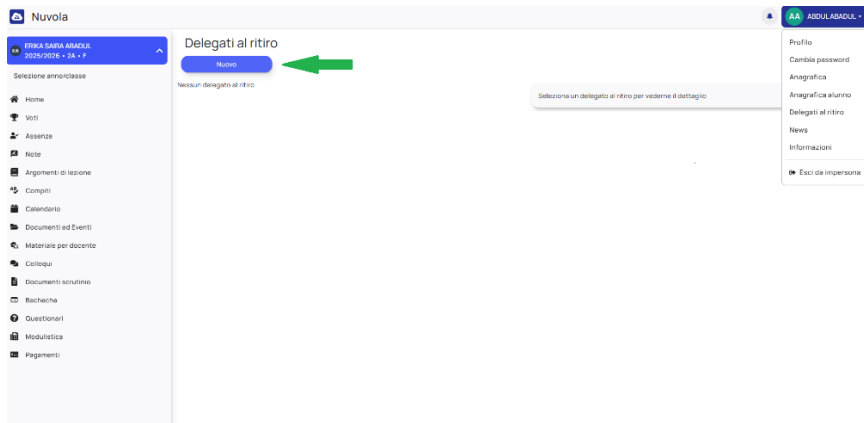 Nuvola
AA ABDULABADUL
EA ERIKA SAIRA ABADUL
2025/2026 • 2A • F
Selezione anno/classe
Home
Voti
Assenze
Note
Argomenti di lezione
Compiti
Calendario
Documenti ed Eventi
Materiale per docente
Colloqui
Documenti scrutinio
Bacheche
Questionari
Modulistica
Pagamenti
Delegati al ritiro
Nuovo
Nessun delegato al ritiro
Seleziona un delegato al ritiro per vederne il dettaglio
Profilo
Cambia password
Anagrafica
Anagrafica alunno
Delegati al ritiro
News
Informazioni
Esci da impersona